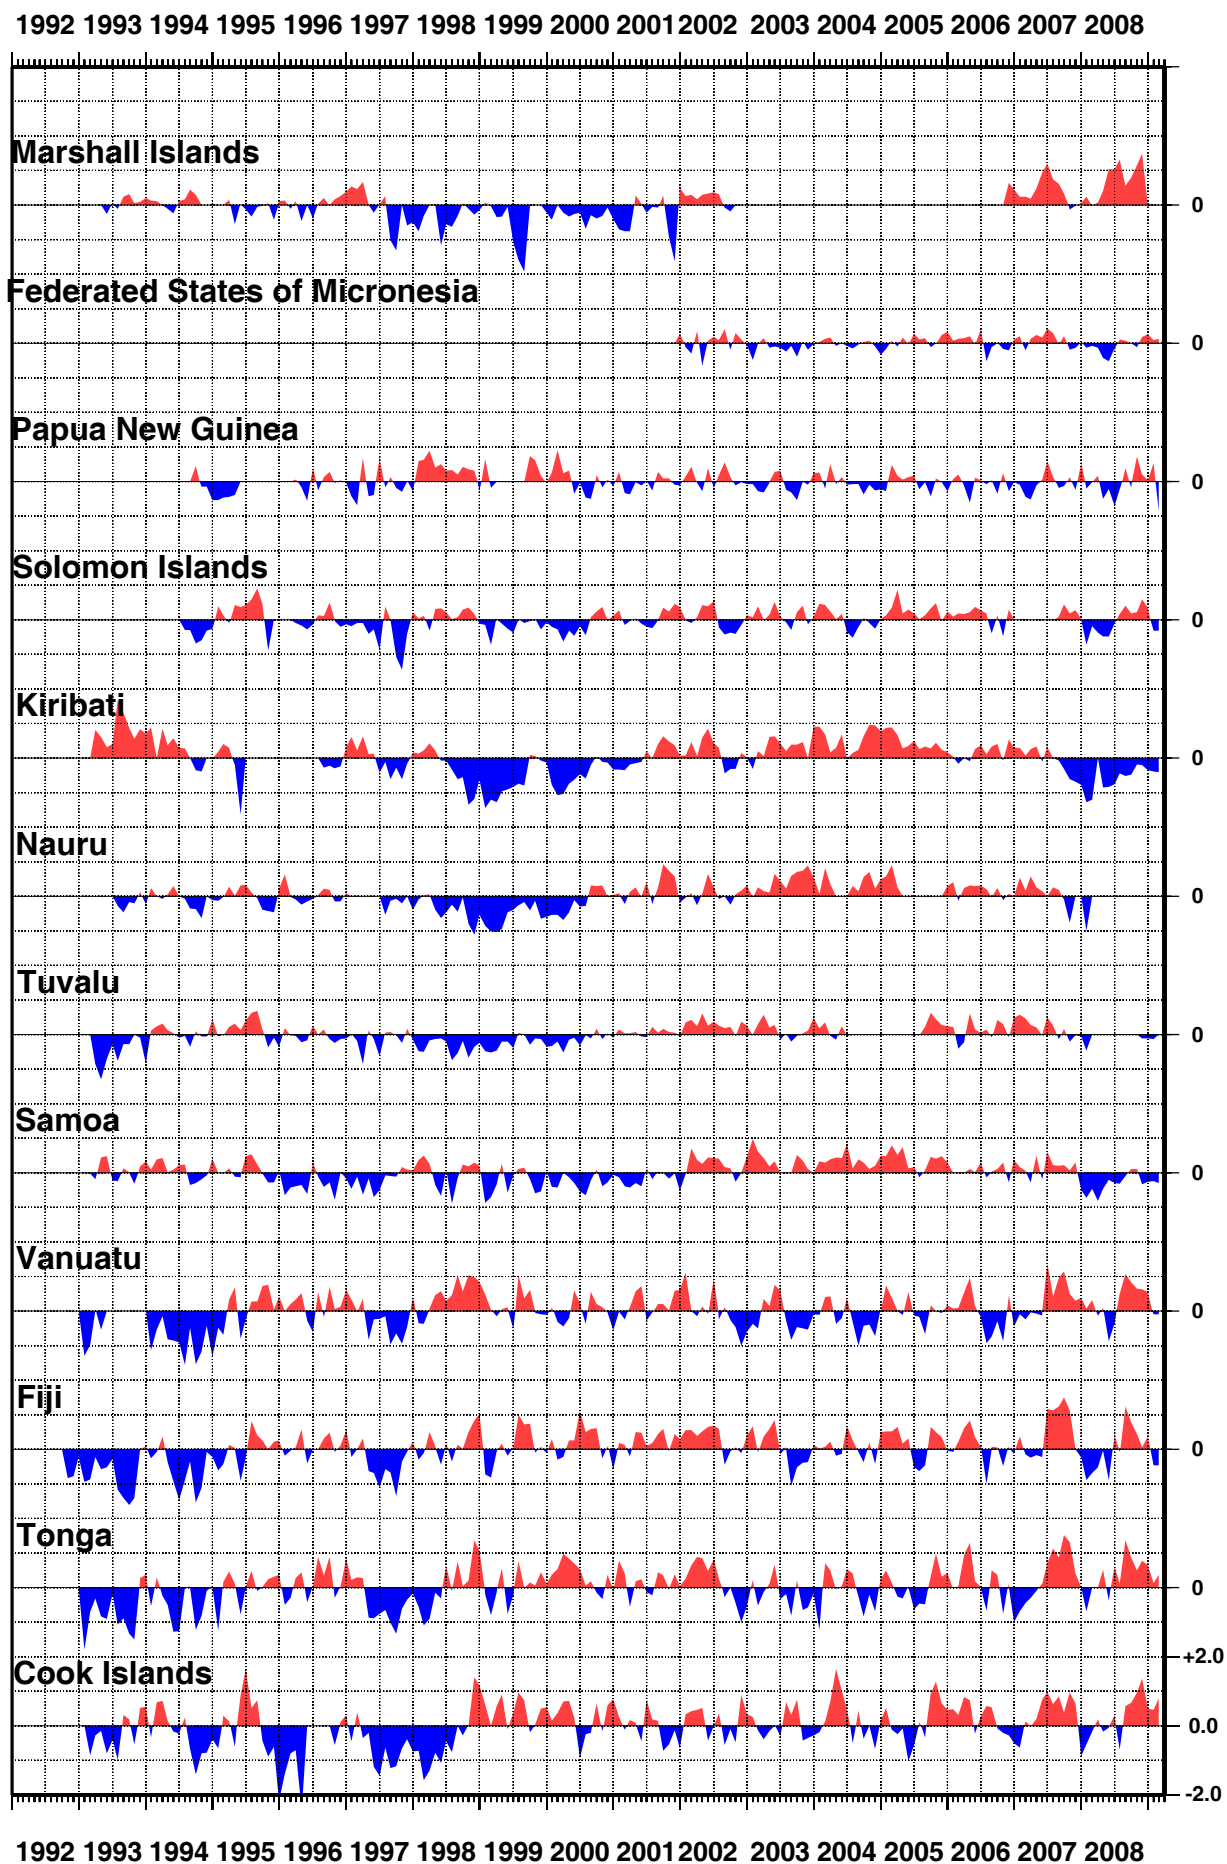 1992 1993 1994 1995 1996 1997 1998 1999 2000 2001 2002 2003 2004 2005 2006 2007 2008
Marshall Islands
0
Federated States of Micronesia
0
Papua New Guinea
0
Solomon Islands
0
Kiribati
0
Nauru
0
Tuvalu
0
Samoa
0
Vanuatu
0
Fiji
0
Tonga
0
+2.0
Cook Islands
0.0
-2.0
1992 1993 1994 1995 1996 1997 1998 1999 2000 2001 2002 2003 2004 2005 2006 2007 2008